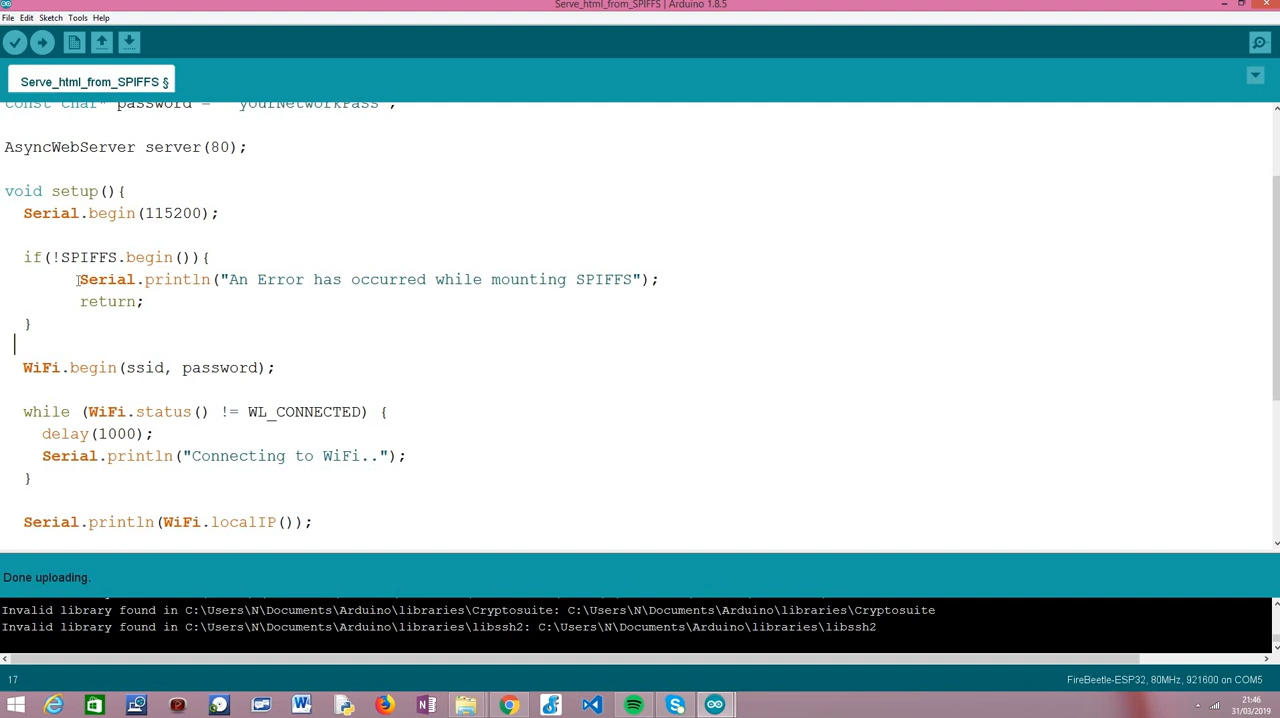 Serve_html_from_SPIFFS | Arduino 1.8.5
File Edit Sketch Tools Help
Serve_html_from_SPIFFS §
const char* password = "yourNetworkPass";
AsyncWebServer server(80);
void setup(){
Serial.begin(115200);
if(!SPIFFS.begin()){
Serial.println("An Error has occurred while mounting SPIFFS");
return;
}
WiFi.begin(ssid, password);
while (WiFi.status() != WL_CONNECTED) {
delay(1000);
Serial.println("Connecting to WiFi..");
}
Serial.println(WiFi.localIP());
Done uploading.
Invalid library found in C:\Users\N\Documents\Arduino\libraries\Cryptosuite: C:\Users\N\Documents\Arduino\libraries\Cryptosuite
Invalid library found in C:\Users\N\Documents\Arduino\libraries\libssh2: C:\Users\N\Documents\Arduino\libraries\libssh2
17
FireBeetle-ESP32, 80MHz, 921600 on COM5
21:46
31/03/2019